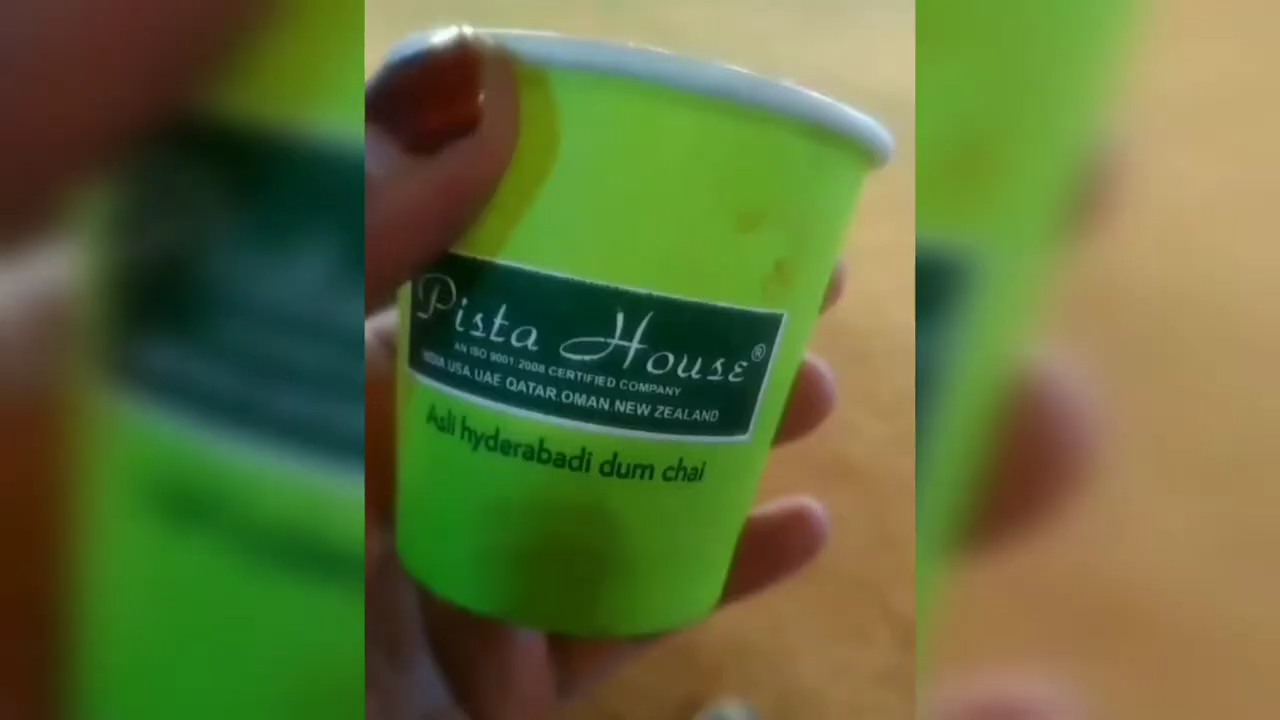 Pista House®
AN ISO 9001:2008 CERTIFIED COMPANY
INDIA.USA.UAE.QATAR.OMAN.NEW ZEALAND
Asli hyderabadi dum chai